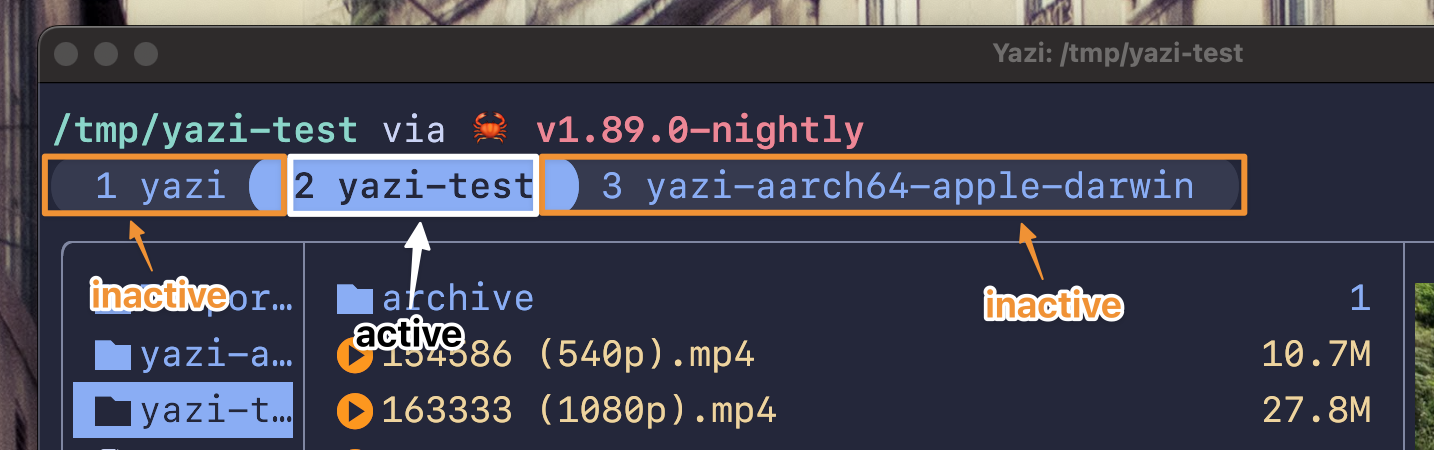 Yazi: /tmp/yazi-test
/tmp/yazi-test via 🦀 v1.89.0-nightly
1 yazi 2 yazi-test 3 yazi-aarch64-apple-darwin
inactive active inactive
archive 1
yazi-a… 154586 (540p).mp4 10.7M
yazi-t… 163333 (1080p).mp4 27.8M